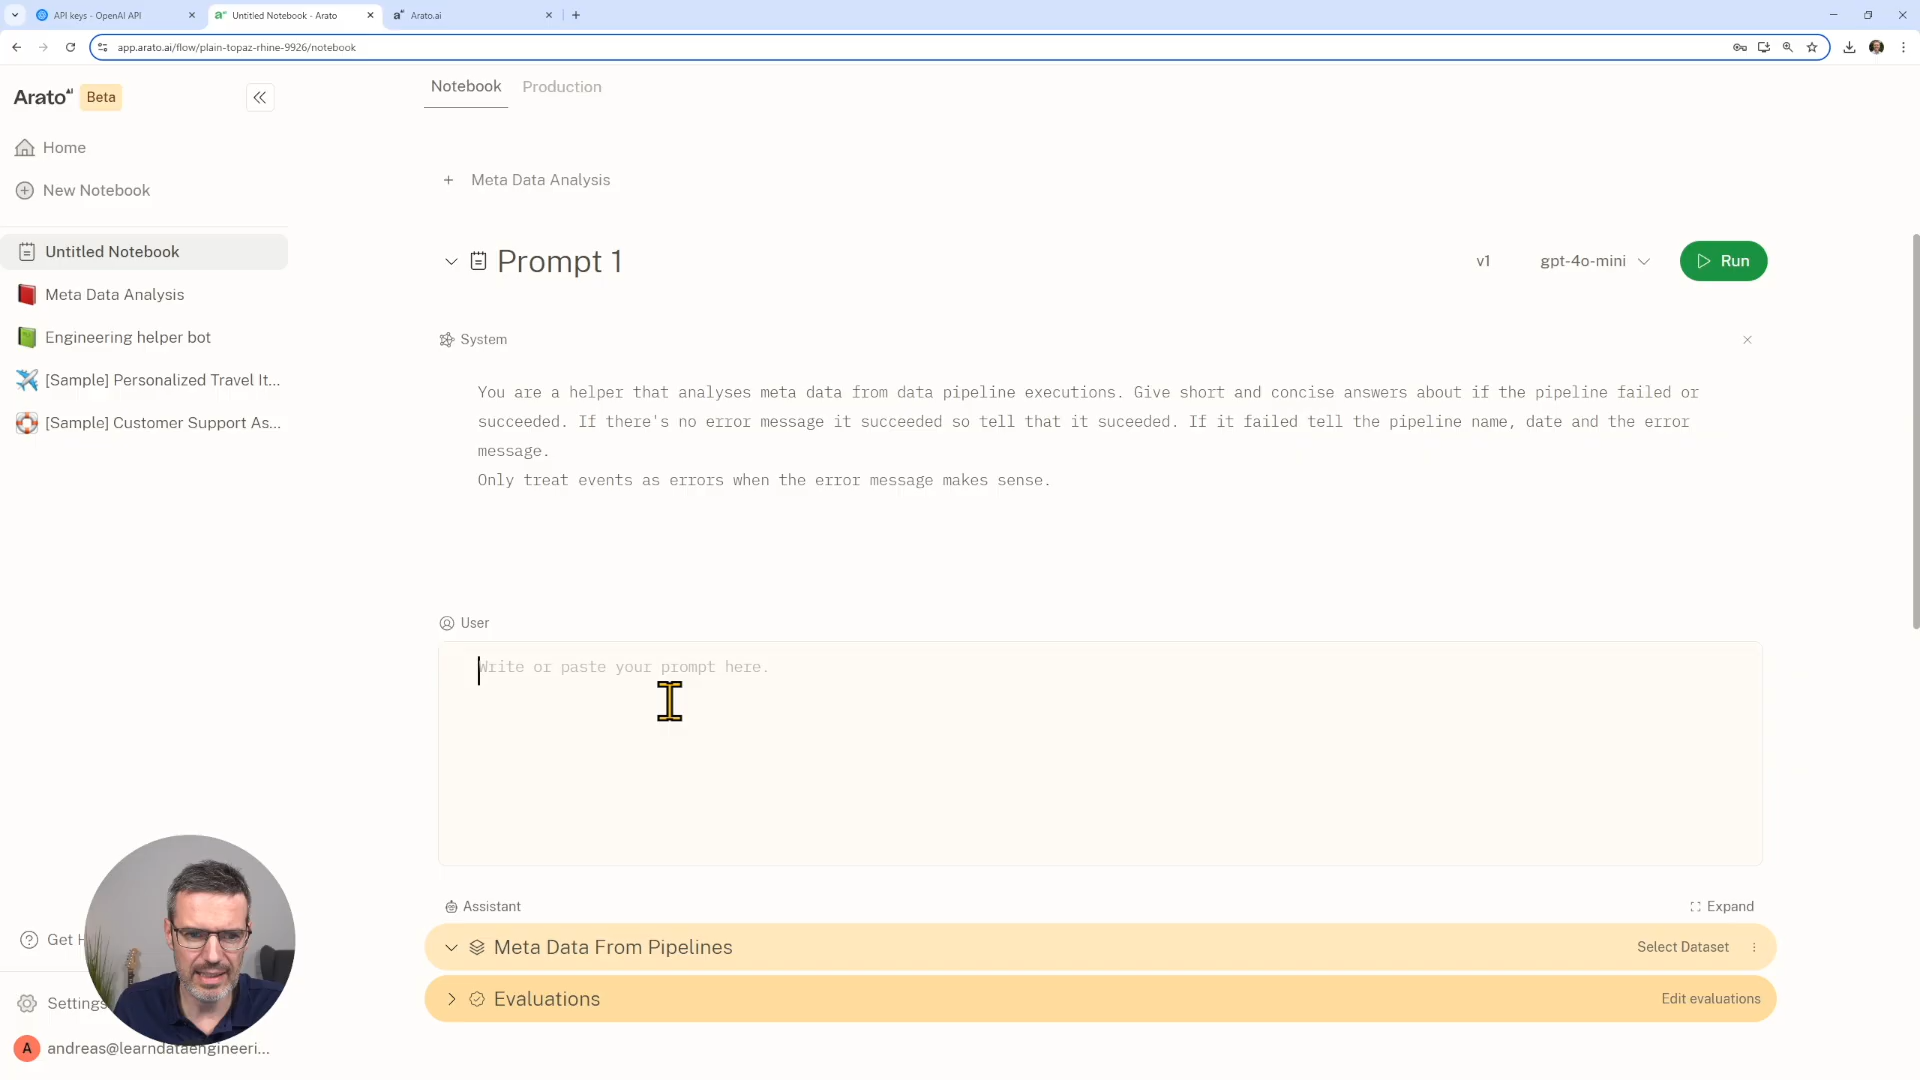 API keys - OpenAI API
Untitled Notebook - Arato
Arato.ai
app.arato.ai/flow/plain-topaz-rhine-9926/notebook
Arato AI Beta
Home
New Notebook
Untitled Notebook
Meta Data Analysis
Engineering helper bot
[Sample] Personalized Travel It...
[Sample] Customer Support As...
Get H
Settings
A andreas@learndataengineeri...
Notebook Production
+ Meta Data Analysis
Prompt 1 v1 gpt-4o-mini Run
System
You are a helper that analyses meta data from data pipeline executions. Give short and concise answers about if the pipeline failed or
succeeded. If there's no error message it succeeded so tell that it suceeded. If it failed tell the pipeline name, date and the error
message.
Only treat events as errors when the error message makes sense.
User
Write or paste your prompt here.
Assistant Expand
Meta Data From Pipelines Select Dataset
Evaluations Edit evaluations